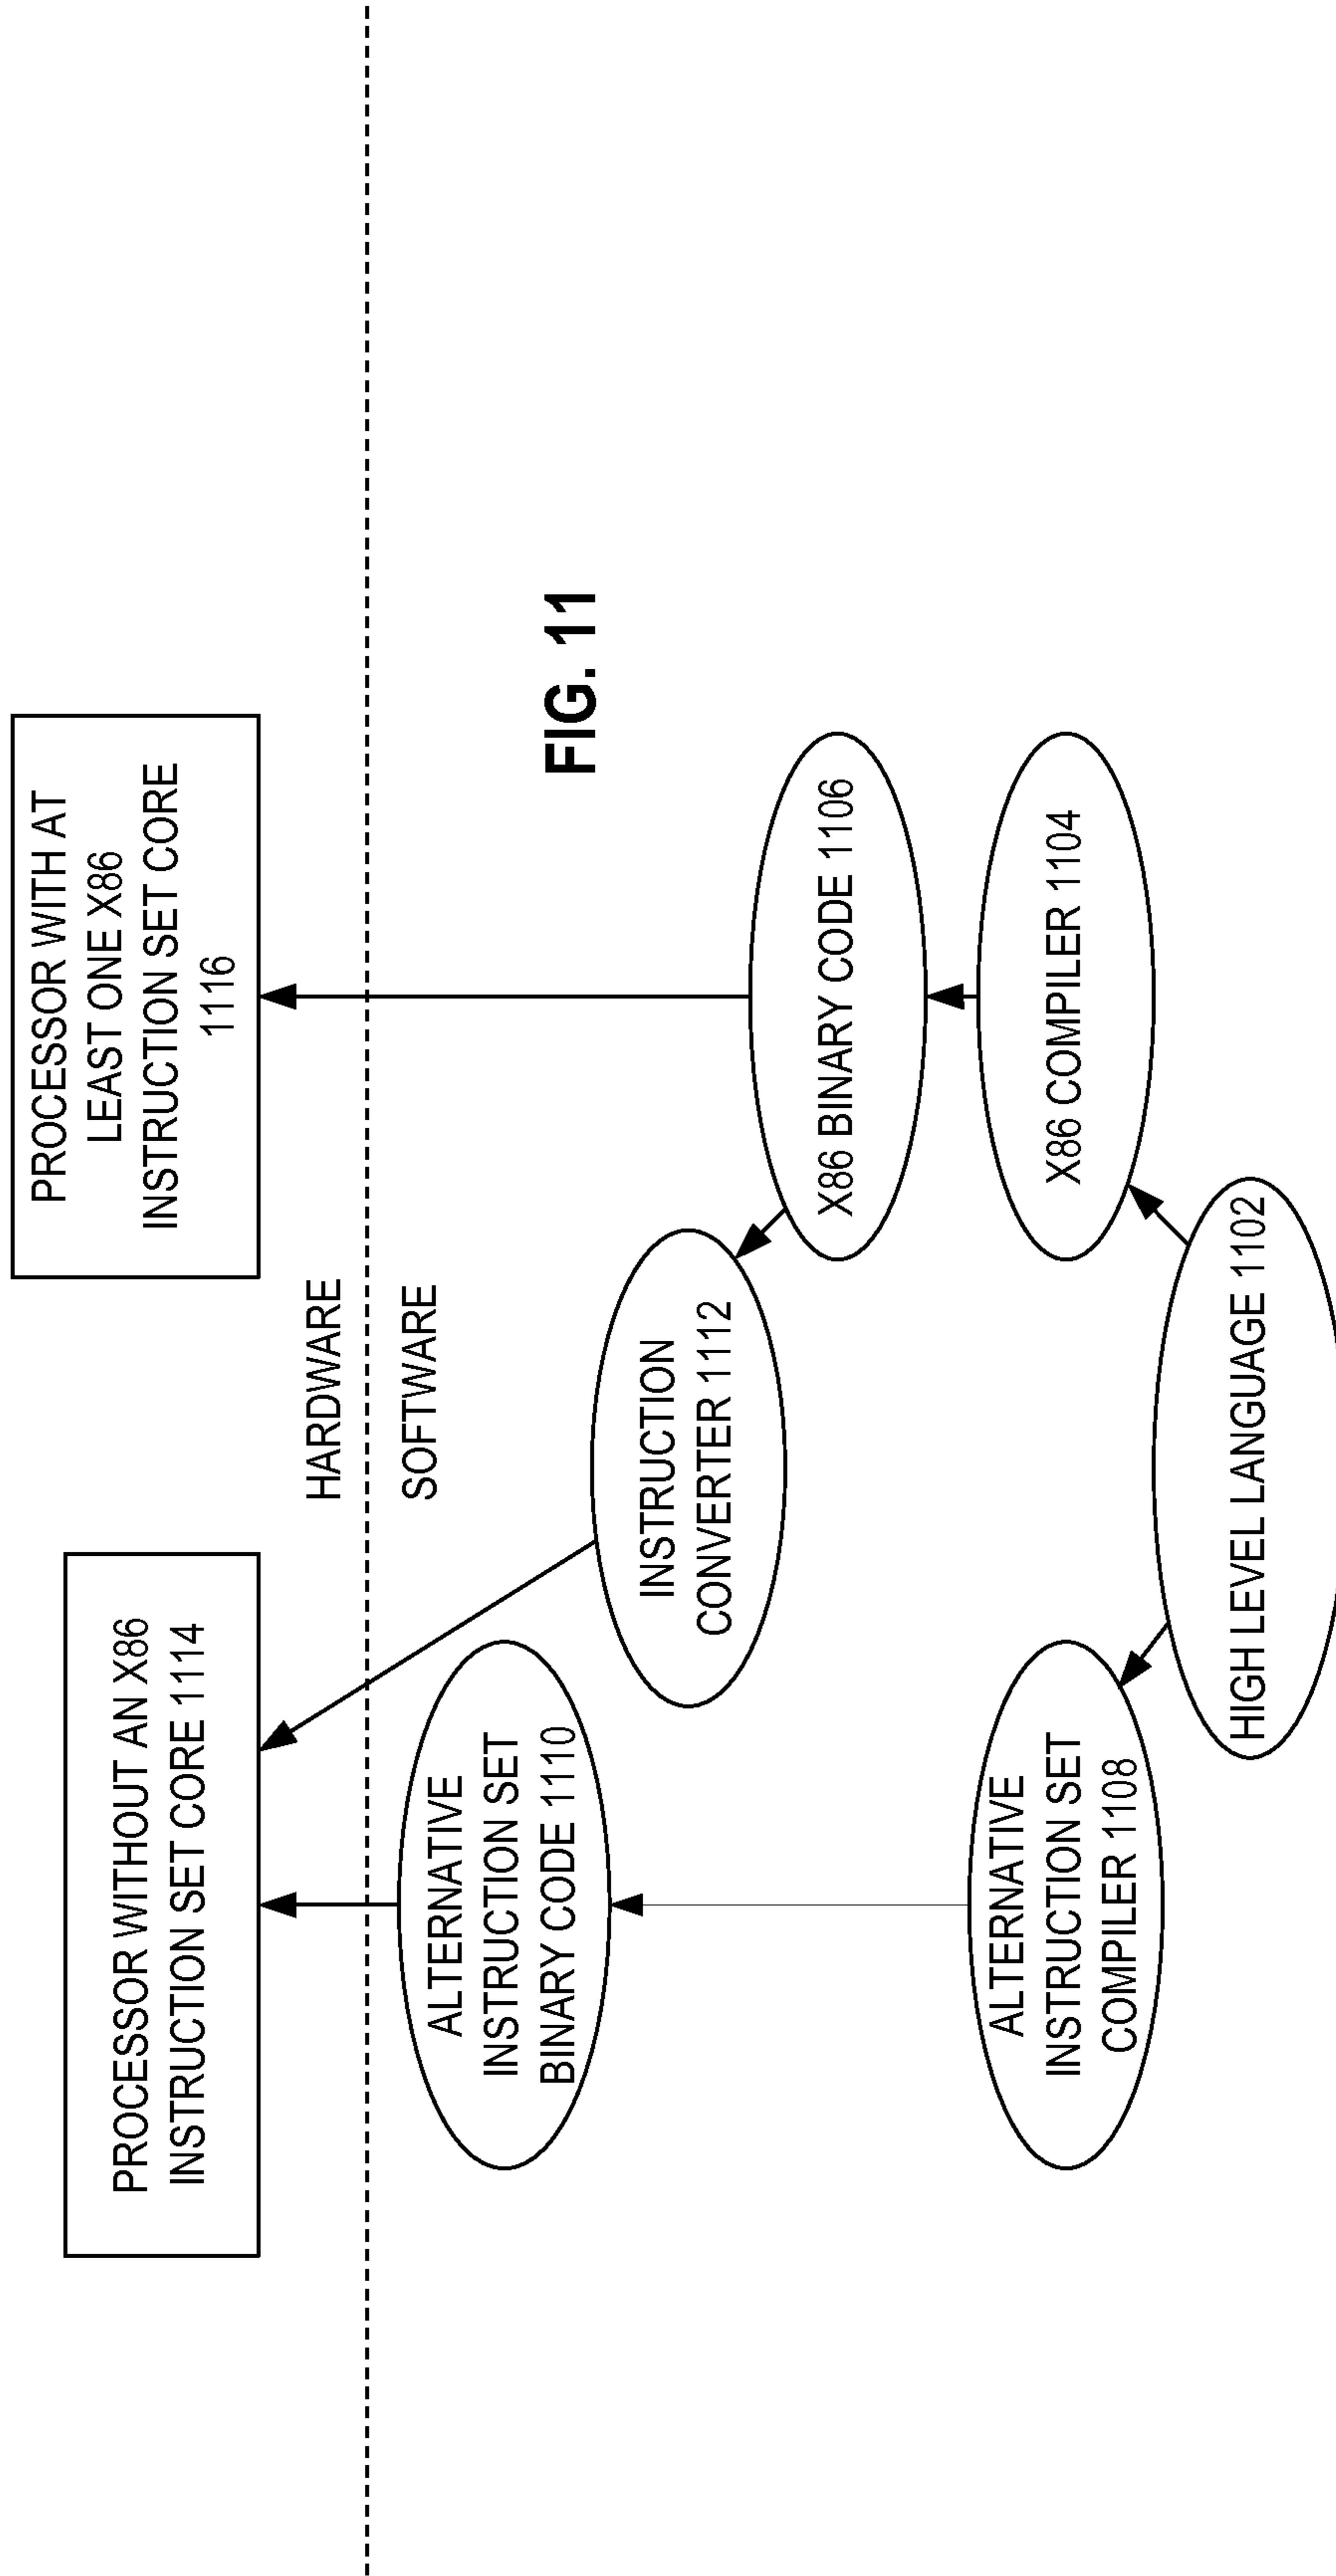 PROCESSOR WITHOUT AN X86
INSTRUCTION SET CORE 1114
PROCESSOR WITH AT
LEAST ONE X86
INSTRUCTION SET CORE
1116
HARDWARE
SOFTWARE
ALTERNATIVE
INSTRUCTION SET
BINARY CODE 1110
FIG. 11
INSTRUCTION
CONVERTER 1112
X86 BINARY CODE 1106
ALTERNATIVE
INSTRUCTION SET
COMPILER 1108
X86 COMPILER 1104
HIGH LEVEL LANGUAGE 1102